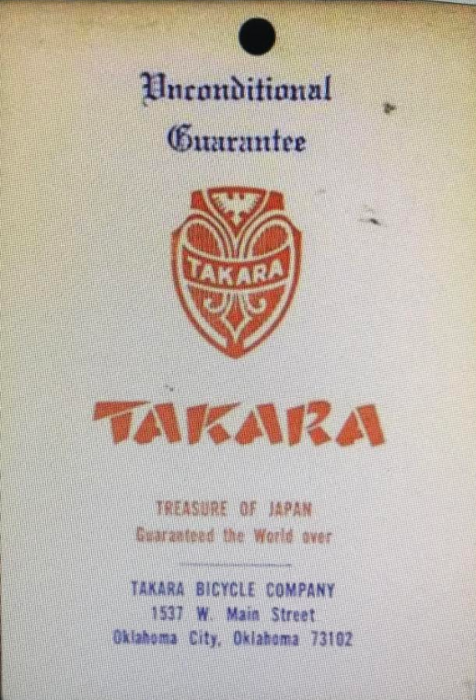 Unconditional
Guarantee
TAKARA
TAKARA
TREASURE OF JAPAN
Guaranteed the World over
TAKARA BICYCLE COMPANY
1537 W. Main Street
Oklahoma City, Oklahoma 73102